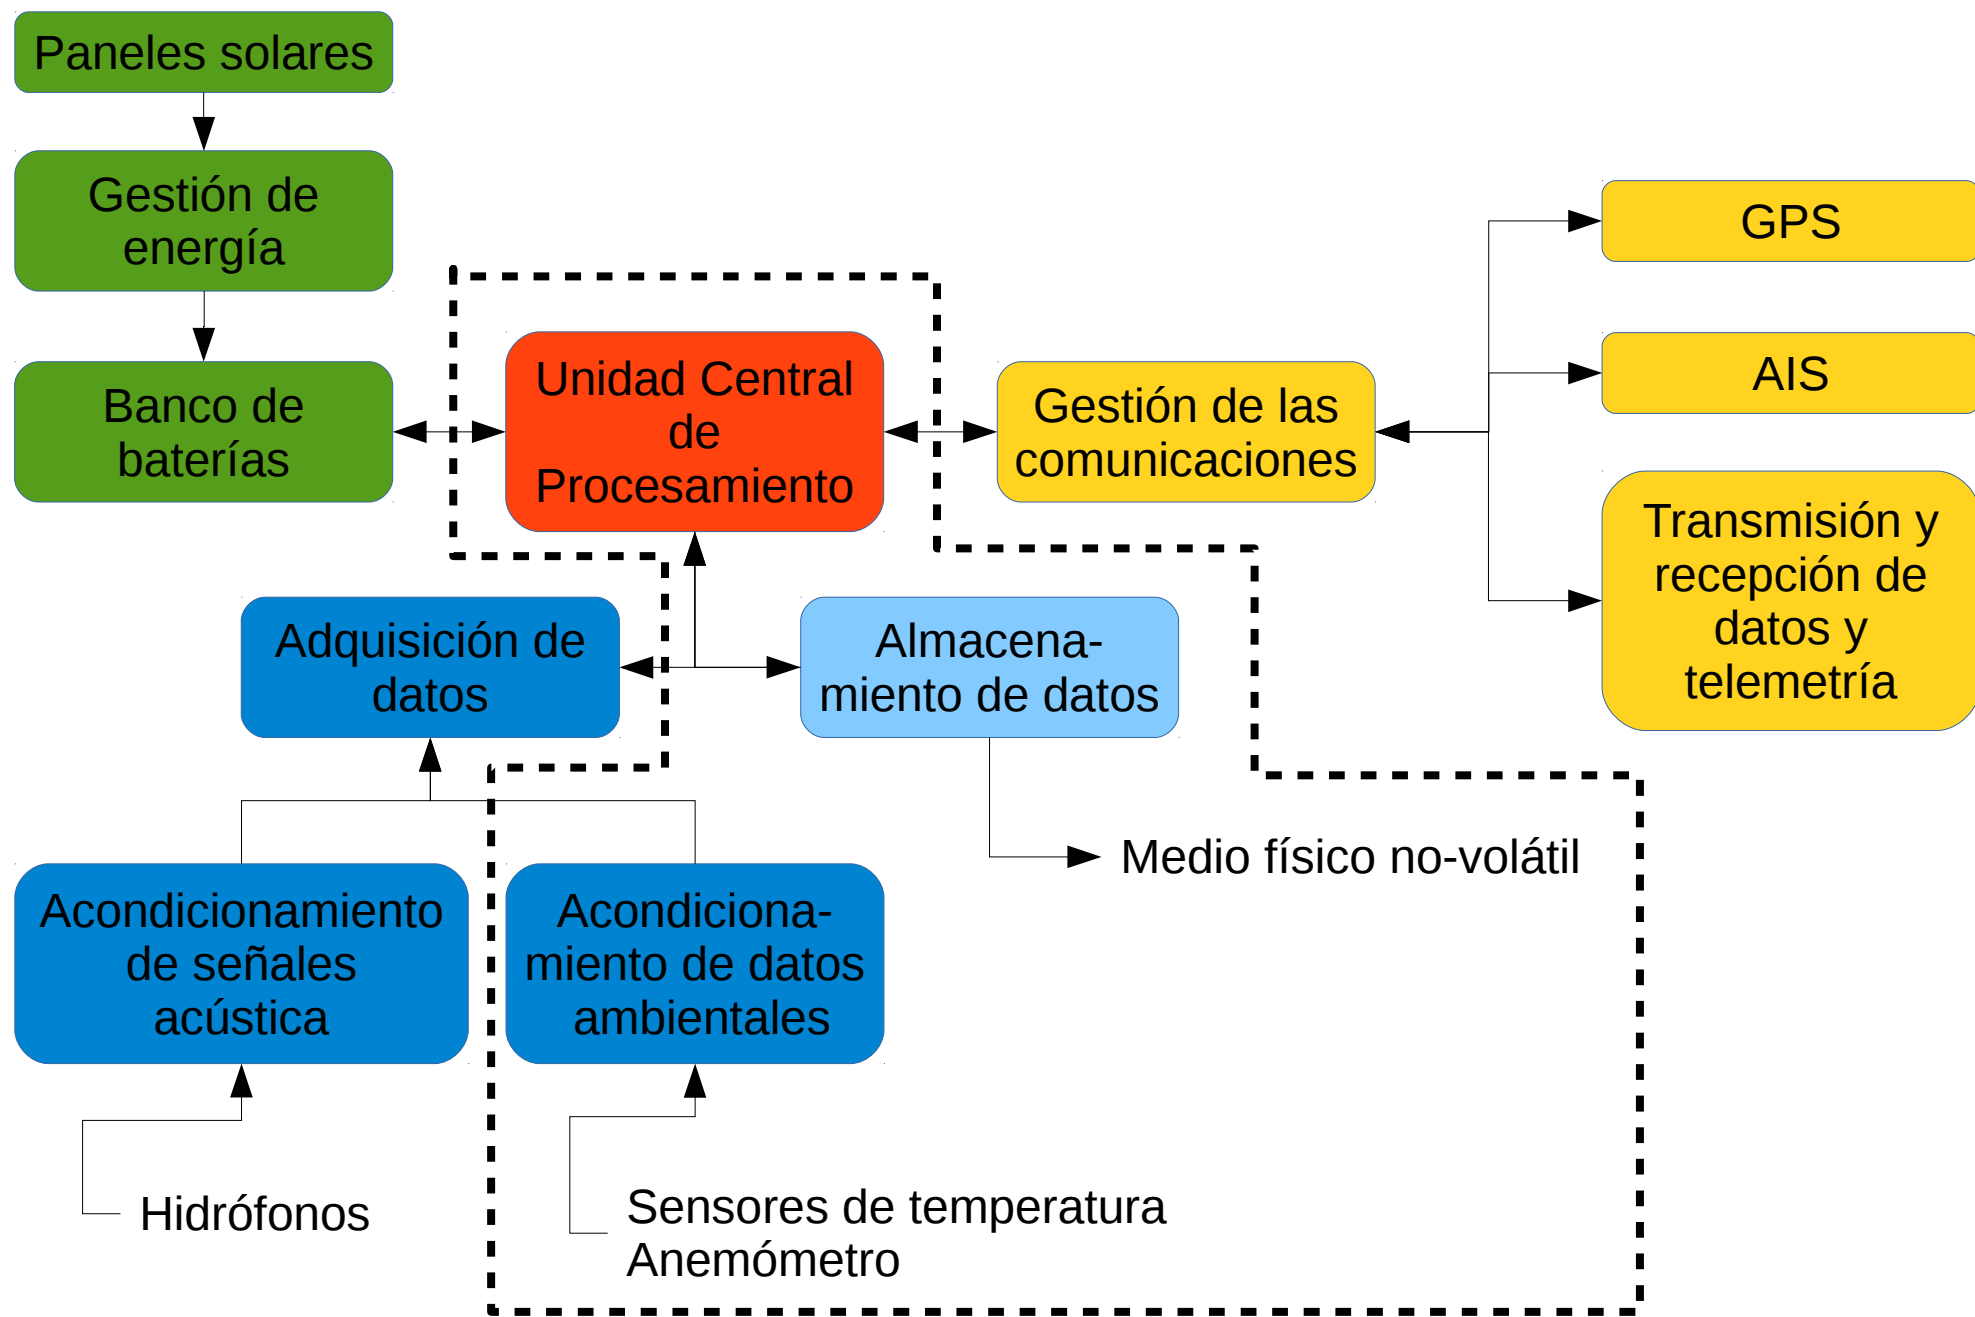 Paneles solares
Gestión de
energía
Banco de
baterías
Unidad Central
de
Procesamiento
Gestión de las
comunicaciones
GPS
AIS
Transmisión y
recepción de
datos y
telemetría
Adquisición de
datos
Almacena-
miento de datos
Medio físico no-volátil
Acondicionamiento
de señales
acústica
Acondiciona-
miento de datos
ambientales
Hidrófonos
Sensores de temperatura
Anemómetro